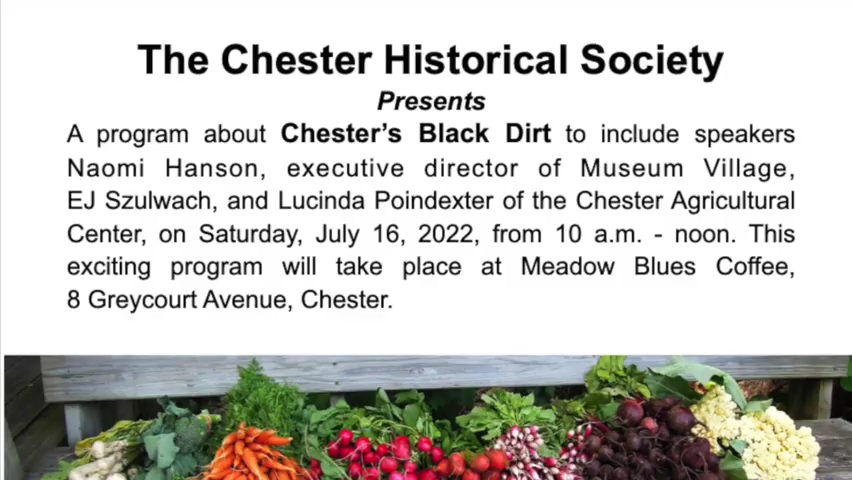 The Chester Historical Society
Presents
A program about Chester's Black Dirt to include speakers
Naomi Hanson, executive director of Museum Village,
EJ Szulwach, and Lucinda Poindexter of the Chester Agricultural
Center, on Saturday, July 16, 2022, from 10 a.m. - noon. This
exciting program will take place at Meadow Blues Coffee,
8 Greycourt Avenue, Chester.